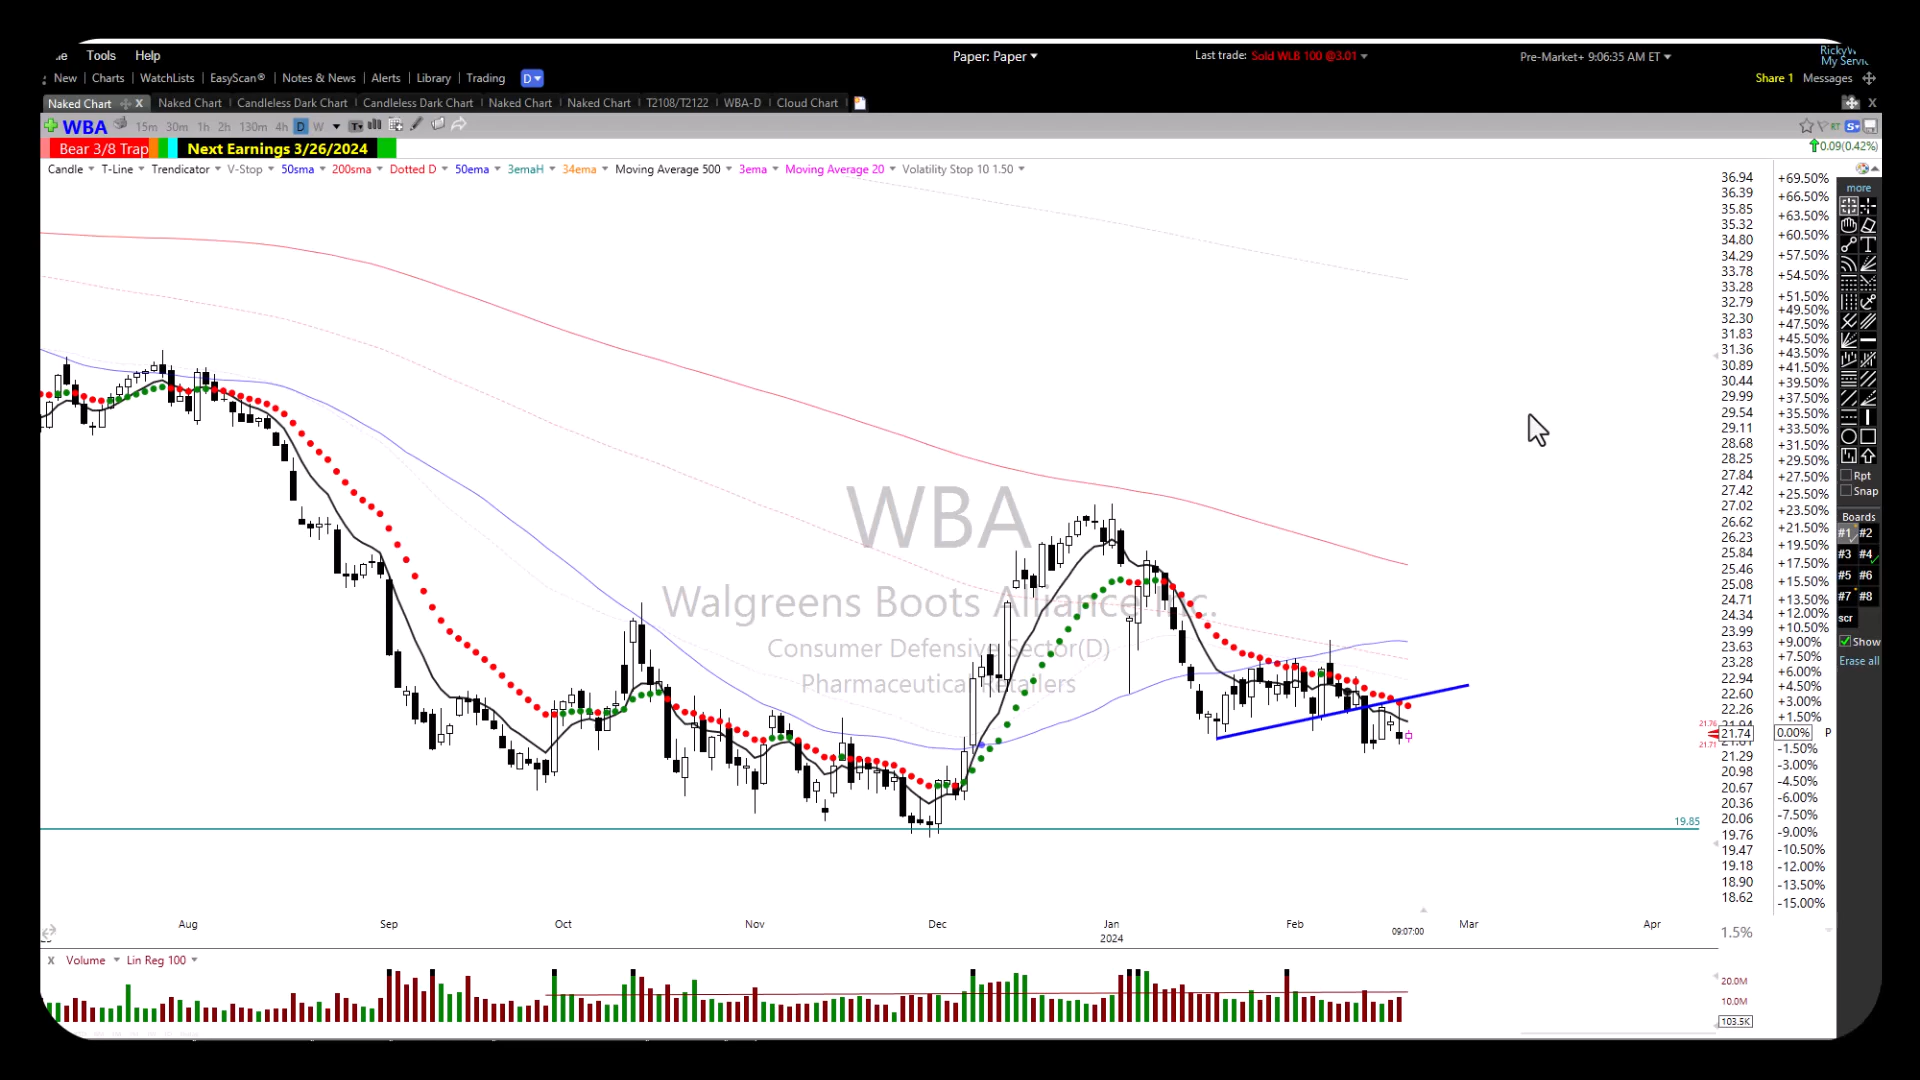 Tools Help Paper: Paper Last trade: Sold WLB 100 @3.01 Pre-Market+ 9:06:35 AM ET
New Charts WatchLists EasyScan® Notes & News Alerts Library Trading D Share 1 Messages
Naked Chart X Naked Chart Candleless Dark Chart Candleless Dark Chart Naked Chart Naked Chart T2108/T2122 WBA-D Cloud Chart X
WBA 15m 30m 1h 2h 130m 4h D W
Bear 3/8 Trap Next Earnings 3/26/2024 0.09(0.42%)
Candle T-Line Trendicator V-Stop 50sma 200sma Dotted D 50ema 3emaH 34ema Moving Average 500 3ema Moving Average 20 Volatility Stop 10 1.50
36.94 +69.50%
more
36.39 +66.50%
35.85 +63.50%
35.32
34.80 +60.50%
34.29 +57.50%
33.78 +54.50%
33.28
32.79 +51.50%
+49.50%
32.30 +47.50%
31.83 +45.50%
31.36 +43.50%
30.89 +41.50%
30.44 +39.50%
29.99 +37.50%
29.54 +35.50%
29.11 +33.50%
28.68 +31.50%
28.25 +29.50%
27.84 +27.50% Rpt
27.42 +25.50% Snap
27.02 +23.50%
Boards
26.62 +21.50%
#1 #2
26.23 +19.50%
25.84 +17.50% #3 #4
25.46
25.08 +15.50% #5 #6
24.71 +13.50% #7 #8
24.34 +12.00%
scr
23.99 +10.50%
23.63 +9.00% Show
23.28 +7.50% Erase all
22.94 +6.00%
22.60 +4.50%
22.26 +3.00%
+1.50%
21.76
21.74 0.00% P
21.71
-1.50%
21.29 -3.00%
20.98 -4.50%
20.67 -6.00%
20.36 -7.50%
20.06 -9.00%
19.85
19.76
19.47 -10.50%
19.18 -12.00%
18.90 -13.50%
18.62 -15.00%
WBA
Walgreens Boots Alliance Inc.
Consumer Defensive Sector(D)
Pharmaceutical Retailers
Aug Sep Oct Nov Dec Jan Feb Mar Apr
2024 09:07:00 1.5%
X Volume Lin Reg 100
20.0M
10.0M
103.5K